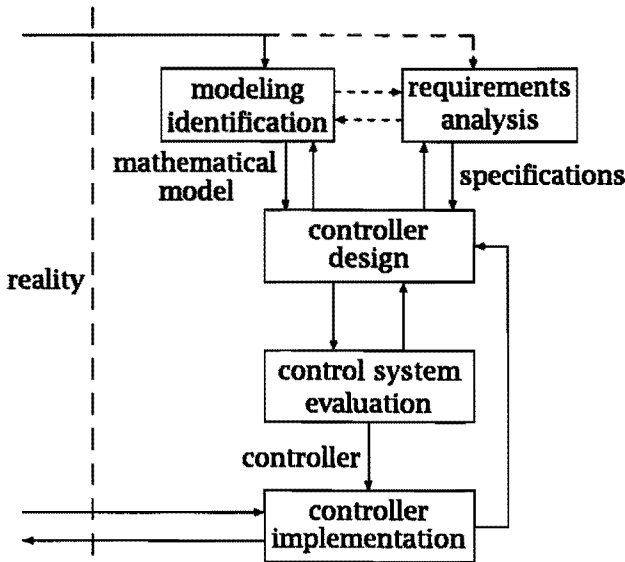 modeling
identification
requirements
analysis
mathematical
model
specifications
controller
design
reality
control system
evaluation
controller
controller
implementation